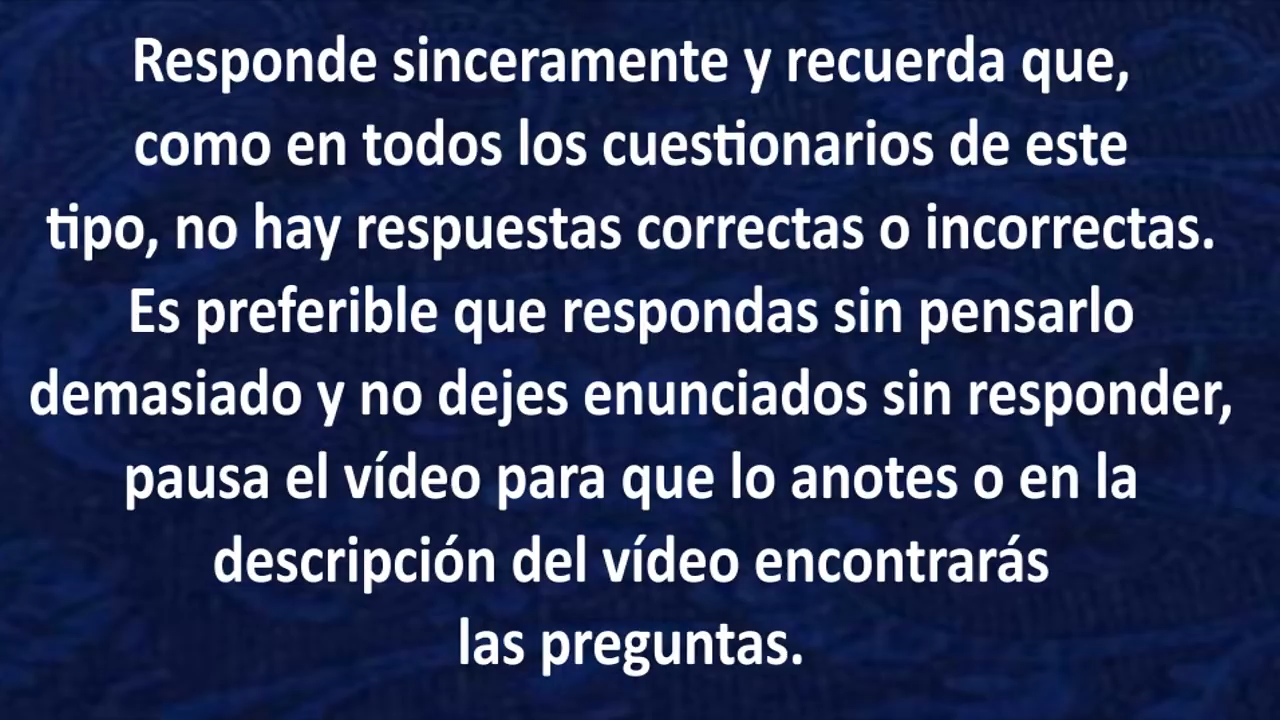 Responde sinceramente y recuerda que,
como en todos los cuestionarios de este
tipo, no hay respuestas correctas o incorrectas.
Es preferible que respondas sin pensarlo
demasiado y no dejes enunciados sin responder,
pausa el vídeo para que lo anotes o en la
descripción del vídeo encontrarás
las preguntas.